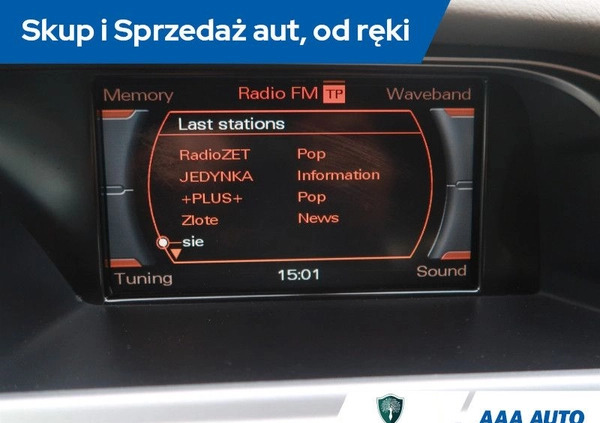 Skup i Sprzedaż aut, od ręki
Memory Radio FM TP Waveband
Last stations
RadioZET Pop
JEDYNKA Information
+PLUS+ Pop
Zlote News
sie
Tuning 15:01 Sound
AAA AUTO